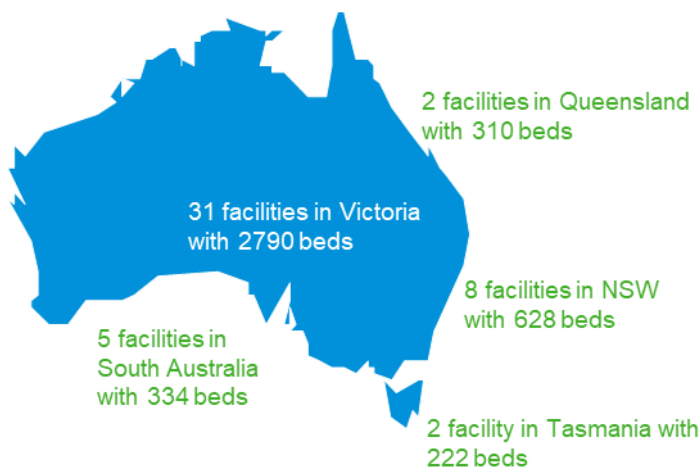 2 facilities in Queensland
with 310 beds
31 facilities in Victoria
with 2790 beds
8 facilities in NSW
with 628 beds
5 facilities in
South Australia
with 334 beds
2 facility in Tasmania with
222 beds